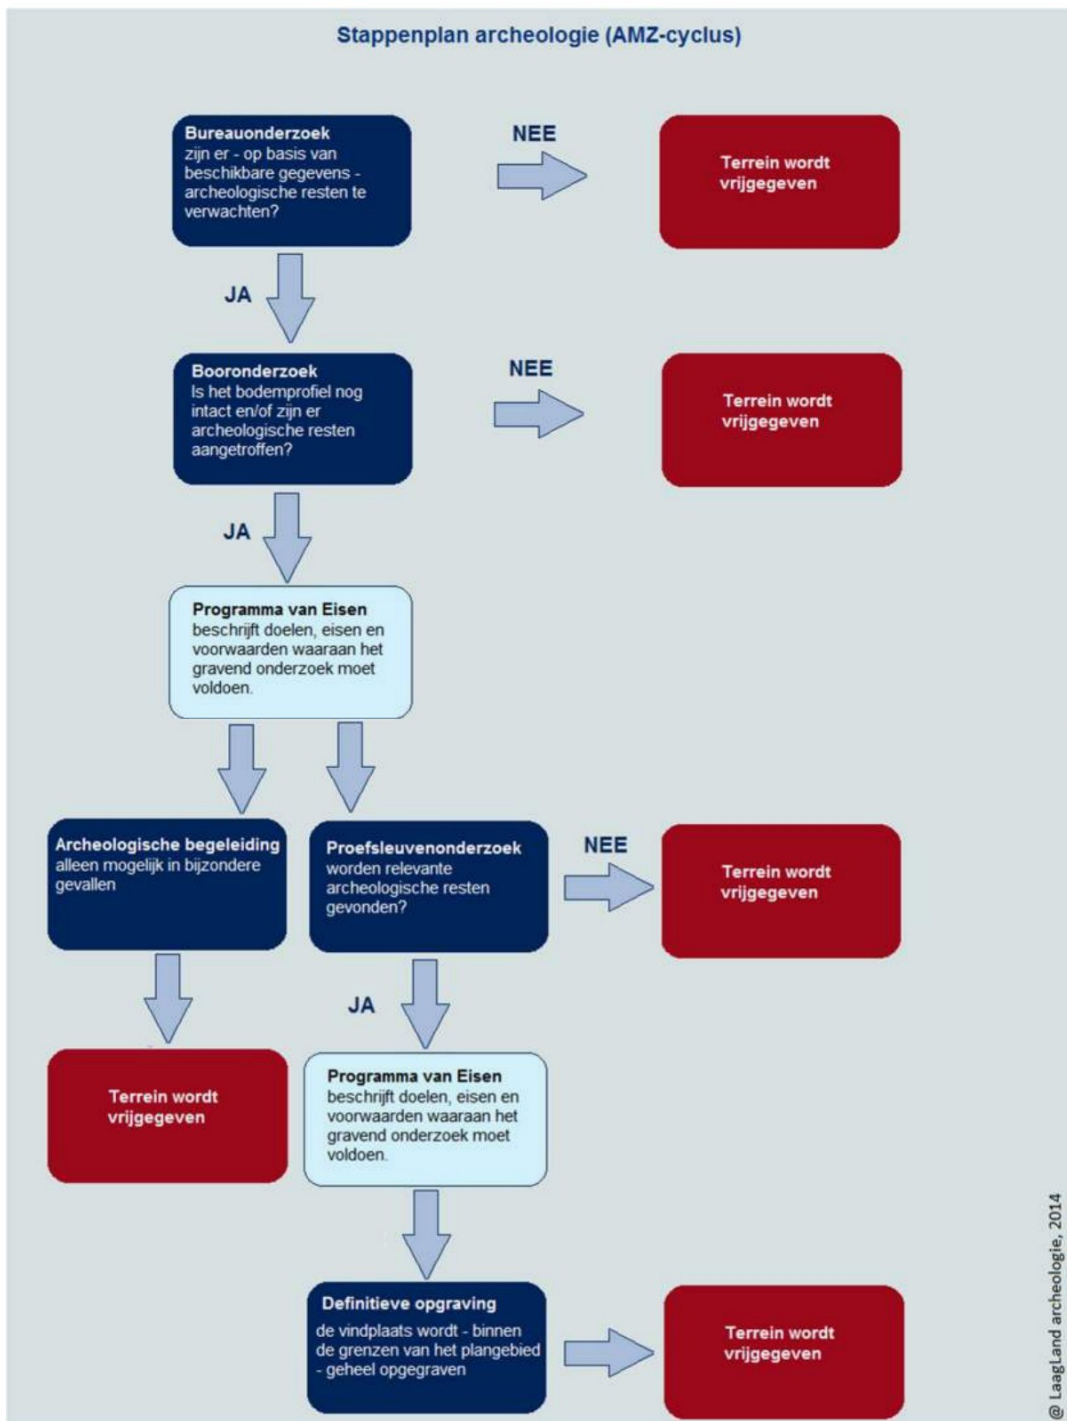 Stappenplan archeologie (AMZ-cyclus)
Bureauonderzoek
zijn er - op basis van
beschikbare gegevens -
archeologische resten te
verwachten?
NEE
Terrein wordt
vrijgegeven
JA
Booronderzoek
Is het bodemprofiel nog
intact en/of zijn er
archeologische resten
aangetroffen?
NEE
Terrein wordt
vrijgegeven
JA
Programma van Eisen
beschrijft doelen, eisen en
voorwaarden waaraan het
gravend onderzoek moet
voldoen.
Archeologische begeleiding
alleen mogelijk in bijzondere
gevallen
Proefsleuvenonderzoek
worden relevante
archeologische resten
gevonden?
NEE
Terrein wordt
vrijgegeven
JA
Terrein wordt
vrijgegeven
Programma van Eisen
beschrijft doelen, eisen en
voorwaarden waaraan het
gravend onderzoek moet
voldoen.
Definitieve opgraving
de vindplaats wordt - binnen
de grenzen van het plangebied
- geheel opgegraven
Terrein wordt
vrijgegeven
@ LaagLand archeologie, 2014